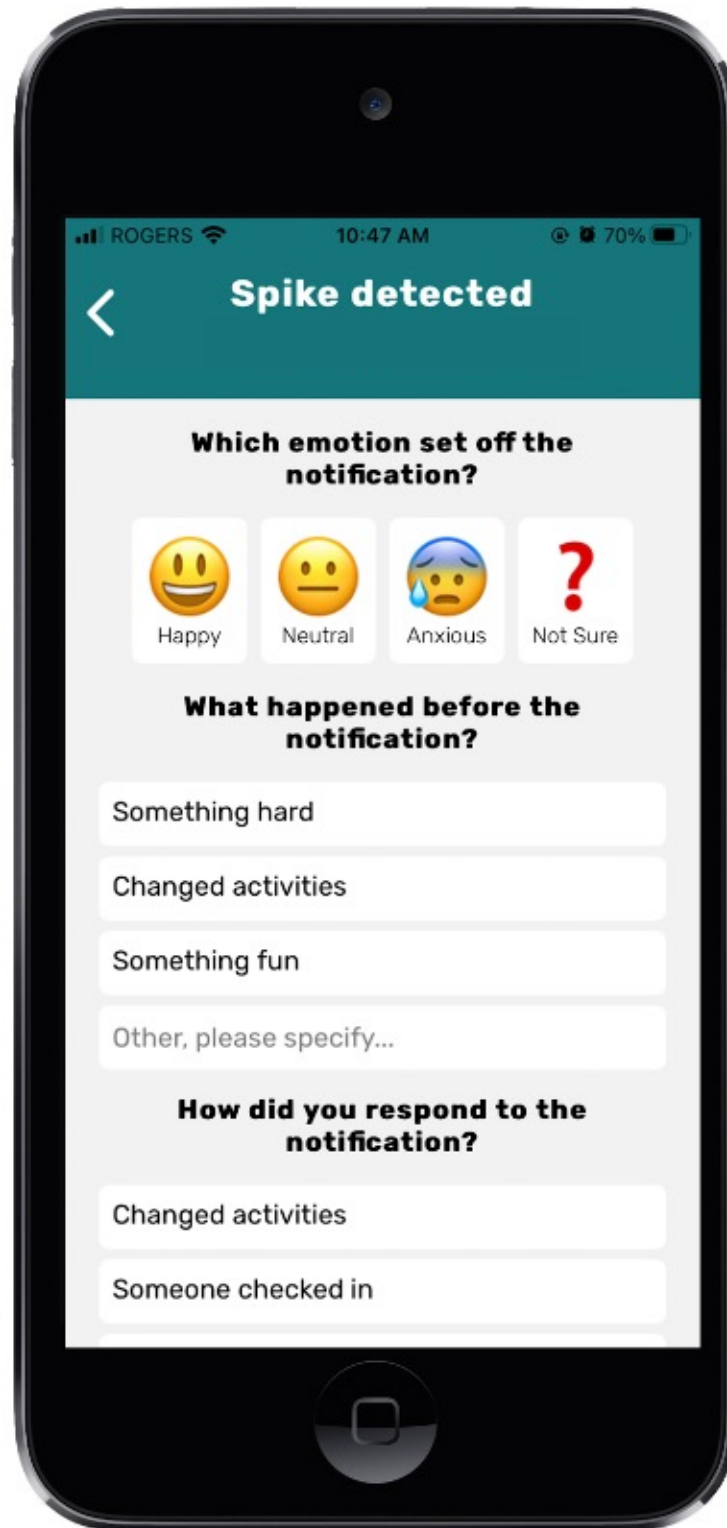 ROGERS 10:47 AM 70%
Spike detected
Which emotion set off the
notification?
Happy Neutral Anxious Not Sure
What happened before the
notification?
Something hard
Changed activities
Something fun
Other, please specify...
How did you respond to the
notification?
Changed activities
Someone checked in